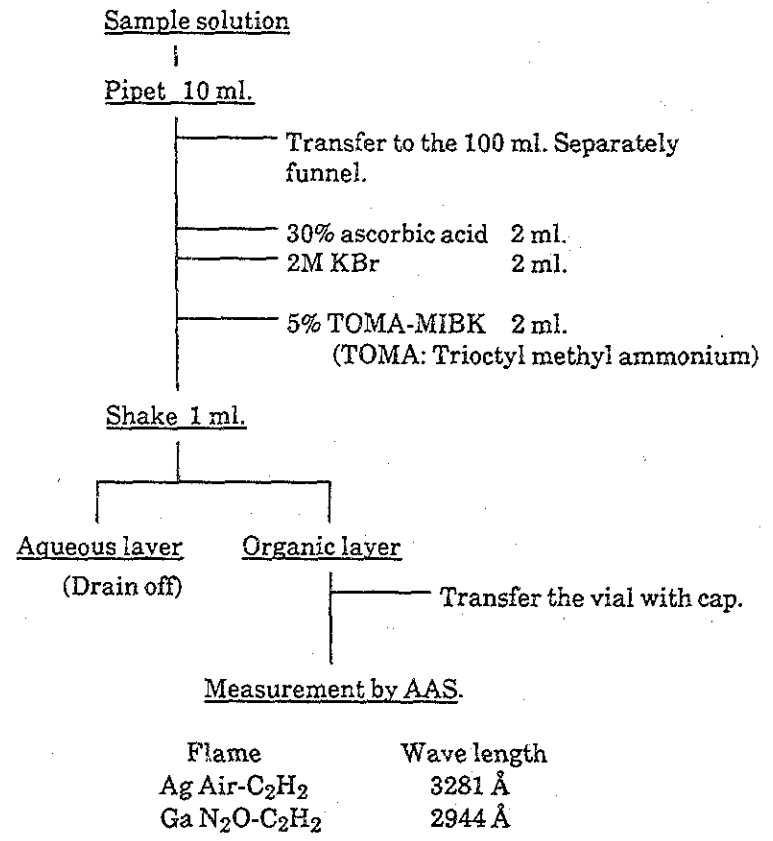 Sample solution
Pipet 10 ml.
Transfer to the 100 ml. Separately
funnel.
30% ascorbic acid 2 ml.
2M KBr 2 ml.
5% TOMA-MIBK 2 ml.
(TOMA: Trioctyl methyl ammonium)
Shake 1 ml.
Aqueous layer Organic layer
(Drain off)
Transfer the vial with cap.
Measurement by AAS.
Flame Wave length
Ag Air-C₂H₂ 3281 Å
Ga N₂O-C₂H₂ 2944 Å